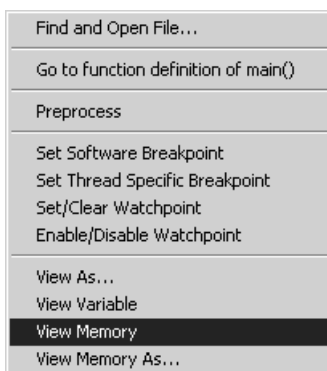 Find and Open File...
Go to function definition of main()
Preprocess
Set Software Breakpoint
Set Thread Specific Breakpoint
Set/Clear Watchpoint
Enable/Disable Watchpoint
View As...
View Variable
View Memory
View Memory As...